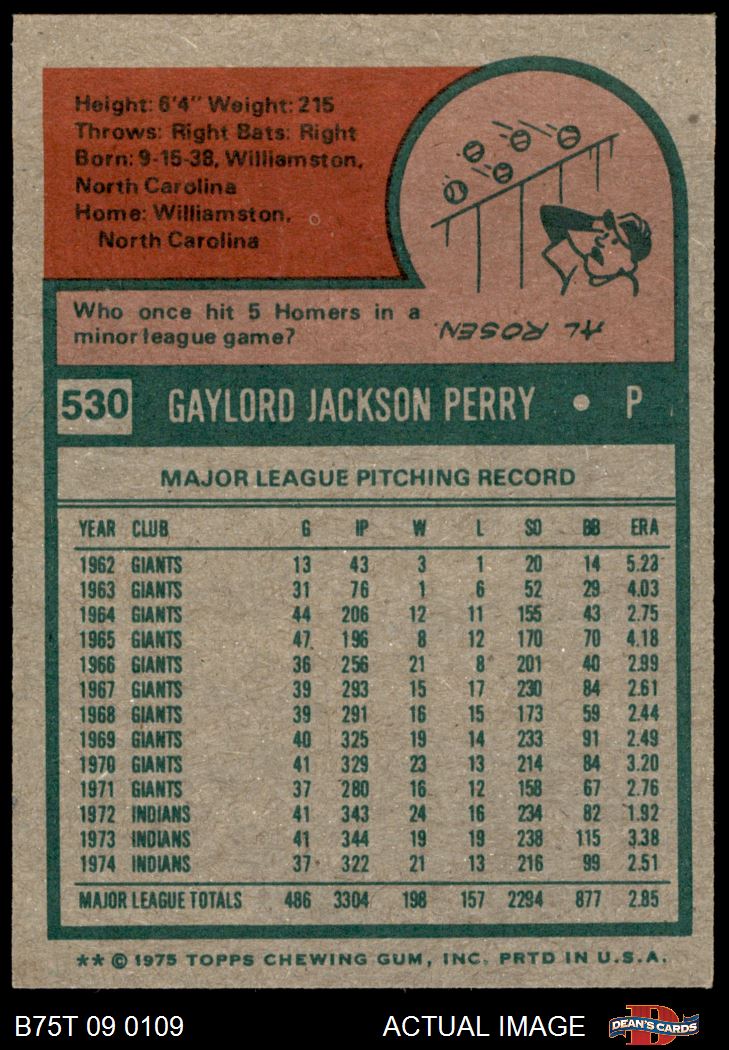 Height: 6'4" Weight: 215
Throws: Right Bats: Right
Born: 9-15-38, Williamston,
North Carolina
Home: Williamston,
North Carolina
Who once hit 5 Homers in a
minor league game?
AL ROSEN.
530 GAYLORD JACKSON PERRY • P
MAJOR LEAGUE PITCHING RECORD
YEAR CLUB G IP W L SO BB ERA
1962 GIANTS 13 43 3 1 20 14 5.23
1963 GIANTS 31 76 1 6 52 29 4.03
1964 GIANTS 44 206 12 11 155 43 2.75
1965 GIANTS 47 196 8 12 170 70 4.18
1966 GIANTS 36 256 21 8 201 40 2.99
1967 GIANTS 39 293 15 17 230 84 2.61
1968 GIANTS 39 291 16 15 173 59 2.44
1969 GIANTS 40 325 19 14 233 91 2.49
1970 GIANTS 41 329 23 13 214 84 3.20
1971 GIANTS 37 280 16 12 158 67 2.76
1972 INDIANS 41 343 24 16 234 82 1.92
1973 INDIANS 41 344 19 19 238 115 3.38
1974 INDIANS 37 322 21 13 216 99 2.51
MAJOR LEAGUE TOTALS 486 3304 198 157 2294 877 2.85
** © 1975 TOPPS CHEWING GUM, INC. PRTD IN U.S.A.
B75T 09 0109 ACTUAL IMAGE DEAN'S CARDS